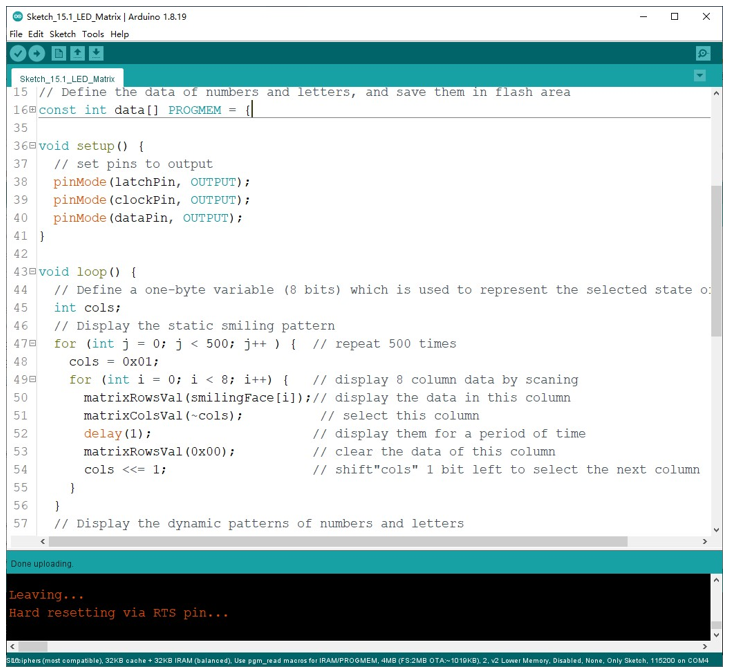 Sketch_15.1_LED_Matrix | Arduino 1.8.19
File Edit Sketch Tools Help
Sketch_15.1_LED_Matrix
15 // Define the data of numbers and letters, and save them in flash area
16 const int data[] PROGMEM = {
35
36 void setup() {
37   // set pins to output
38   pinMode(latchPin, OUTPUT);
39   pinMode(clockPin, OUTPUT);
40   pinMode(dataPin, OUTPUT);
41 }
42
43 void loop() {
44   // Define a one-byte variable (8 bits) which is used to represent the selected state o
45   int cols;
46   // Display the static smiling pattern
47   for (int j = 0; j < 500; j++ ) {  // repeat 500 times
48     cols = 0x01;
49     for (int i = 0; i < 8; i++) {   // display 8 column data by scaning
50       matrixRowsVal(smilingFace[i]);// display the data in this column
51       matrixColsVal(~cols);          // select this column
52       delay(1);                     // display them for a period of time
53       matrixRowsVal(0x00);          // clear the data of this column
54       cols <<= 1;                   // shift"cols" 1 bit left to select the next column
55     }
56   }
57   // Display the dynamic patterns of numbers and letters
Done uploading.
Leaving...
Hard resetting via RTS pin...
ciphers (most compatible), 32KB cache + 32KB IRAM (balanced), Use pgm_read macros for IRAM/PROGMEM, 4MB (FS:2MB OTA:~1019KB), 2, v2 Lower Memory, Disabled, None, Only Sketch, 115200 on COM4